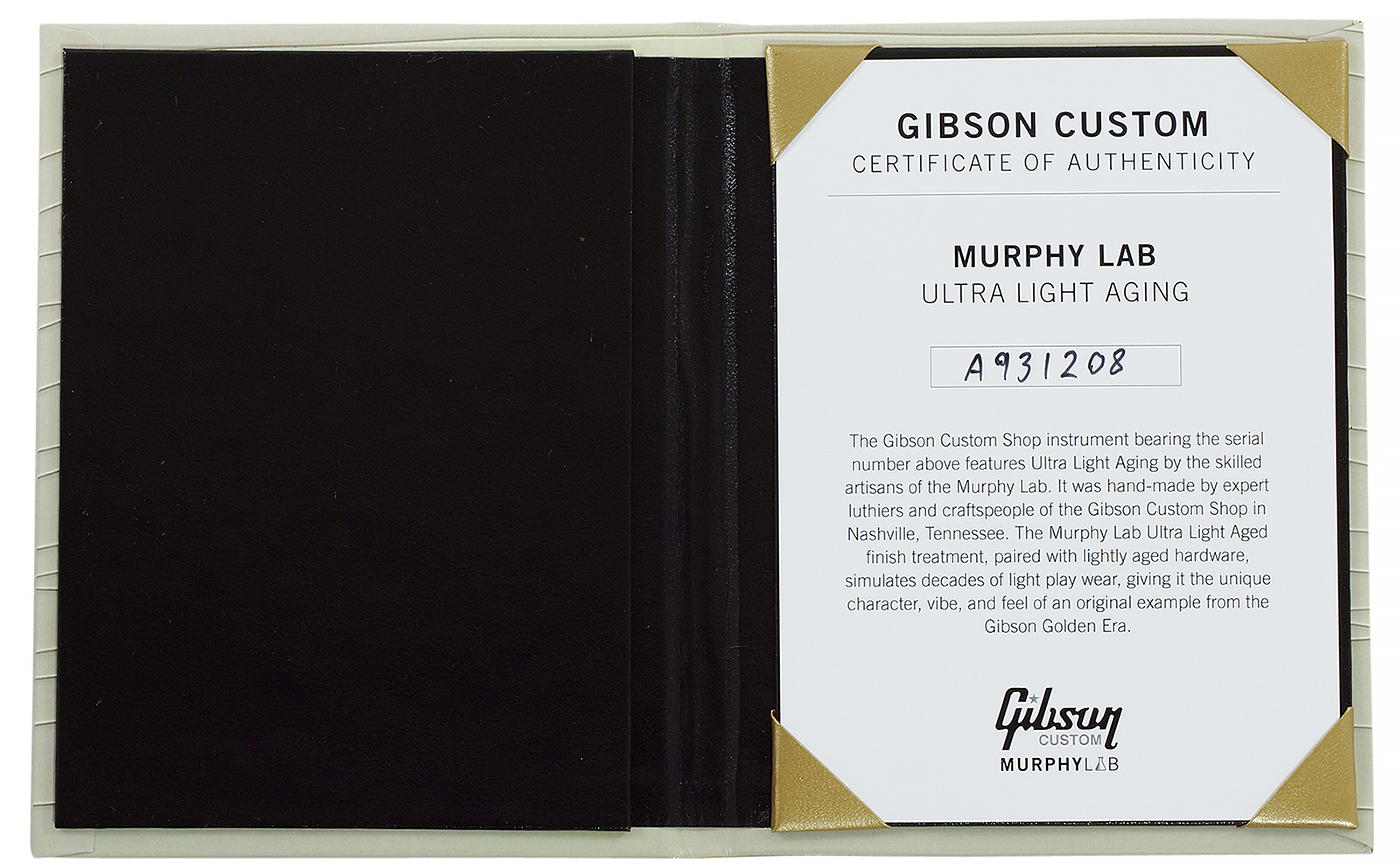 GIBSON CUSTOM
CERTIFICATE OF AUTHENTICITY
MURPHY LAB
ULTRA LIGHT AGING
A931208
The Gibson Custom Shop instrument bearing the serial
number above features Ultra Light Aging by the skilled
artisans of the Murphy Lab. It was hand-made by expert
luthiers and craftspeople of the Gibson Custom Shop in
Nashville, Tennessee. The Murphy Lab Ultra Light Aged
finish treatment, paired with lightly aged hardware,
simulates decades of light play wear, giving it the unique
character, vibe, and feel of an original example from the
Gibson Golden Era.
Gibson
CUSTOM
MURPHYLAB